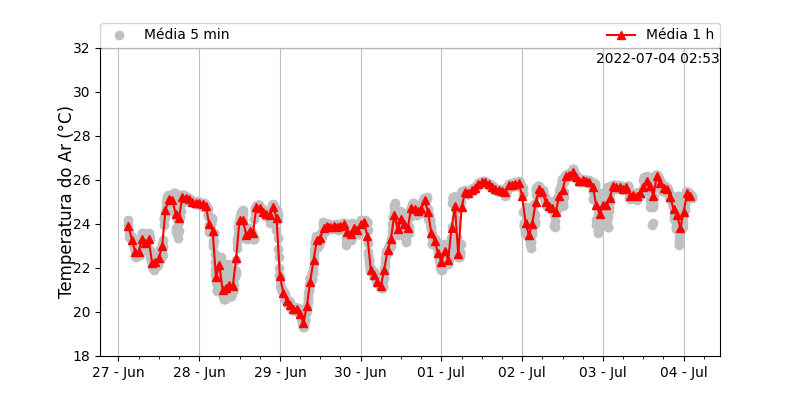 Média 5 min
Média 1 h
2022-07-04 02:53
Temperatura do Ar (°C)
32
30
28
26
24
22
20
18
27 - Jun
28 - Jun
29 - Jun
30 - Jun
01 - Jul
02 - Jul
03 - Jul
04 - Jul